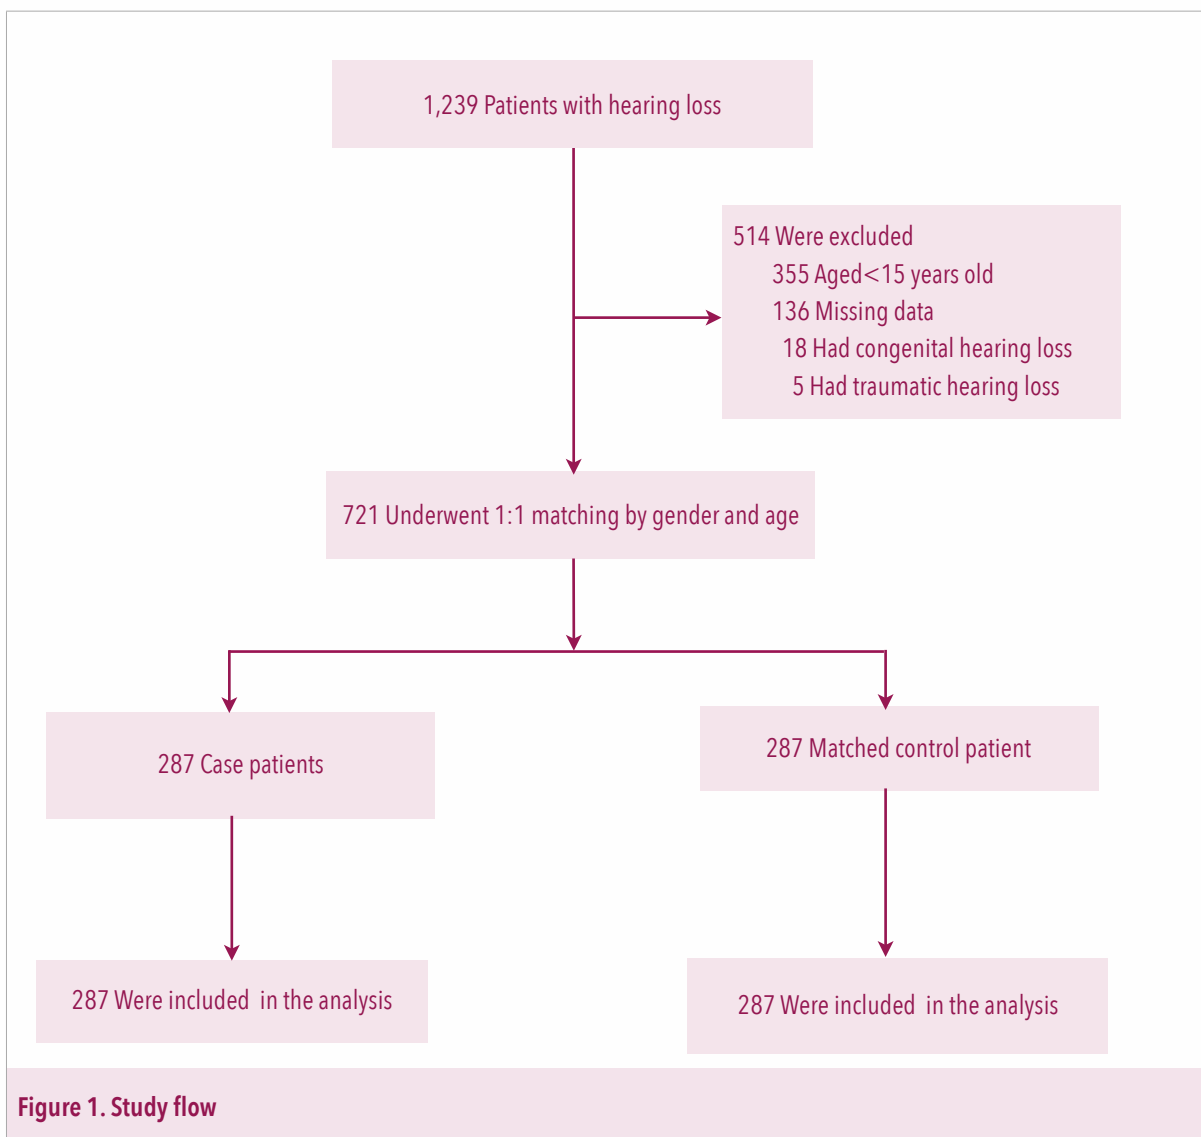 1,239 Patients with hearing loss
514 Were excluded
355 Aged<15 years old
136 Missing data
18 Had congenital hearing loss
5 Had traumatic hearing loss
721 Underwent 1:1 matching by gender and age
287 Case patients
287 Matched control patient
287 Were included in the analysis
287 Were included in the analysis
Figure 1. Study flow